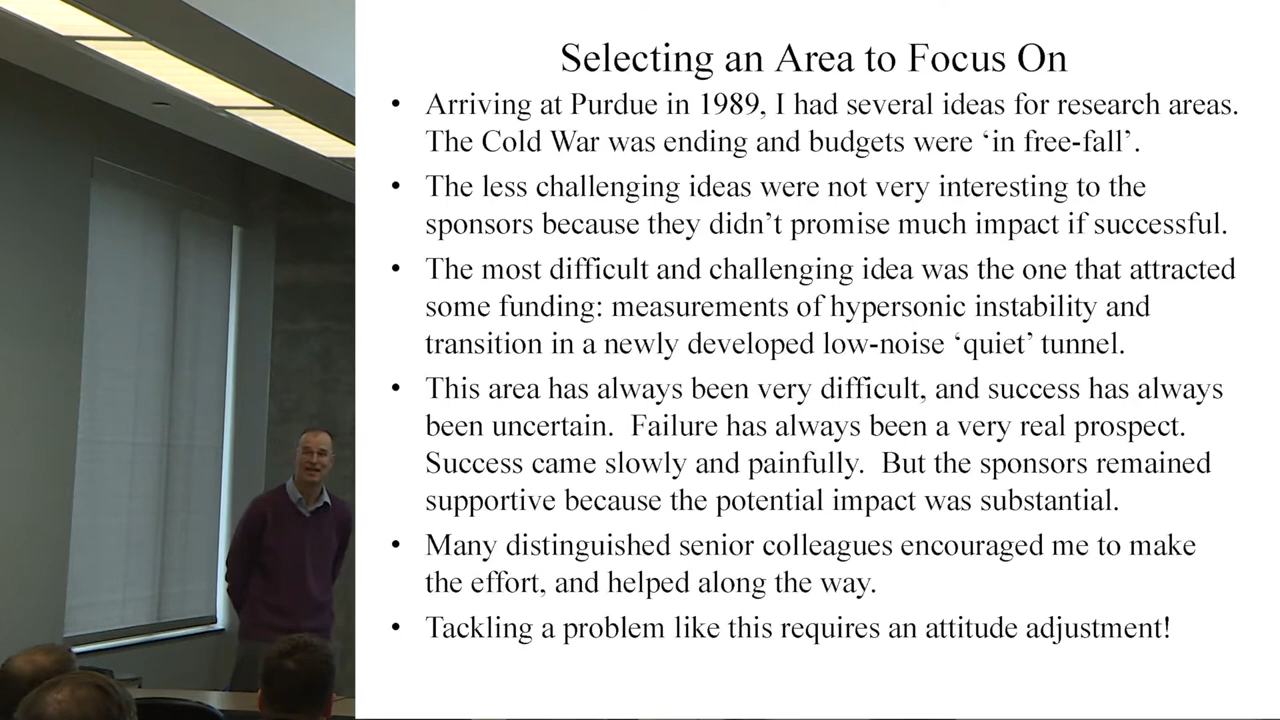 Selecting an Area to Focus On
• Arriving at Purdue in 1989, I had several ideas for research areas.
The Cold War was ending and budgets were ‘in free-fall’.
• The less challenging ideas were not very interesting to the
sponsors because they didn’t promise much impact if successful.
• The most difficult and challenging idea was the one that attracted
some funding: measurements of hypersonic instability and
transition in a newly developed low-noise ‘quiet’ tunnel.
• This area has always been very difficult, and success has always
been uncertain.  Failure has always been a very real prospect.
Success came slowly and painfully.  But the sponsors remained
supportive because the potential impact was substantial.
• Many distinguished senior colleagues encouraged me to make
the effort, and helped along the way.
• Tackling a problem like this requires an attitude adjustment!